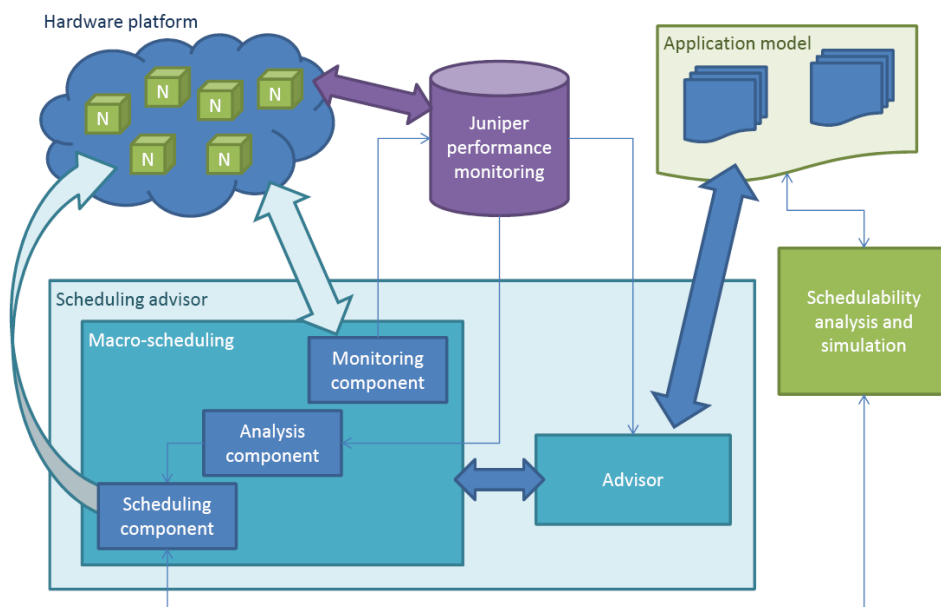 Hardware platform
N
N
N
N
N
N
Juniper
performance
monitoring
Application model
Scheduling advisor
Macro-scheduling
Monitoring
component
Analysis
component
Scheduling
component
Advisor
Schedulability
analysis and
simulation